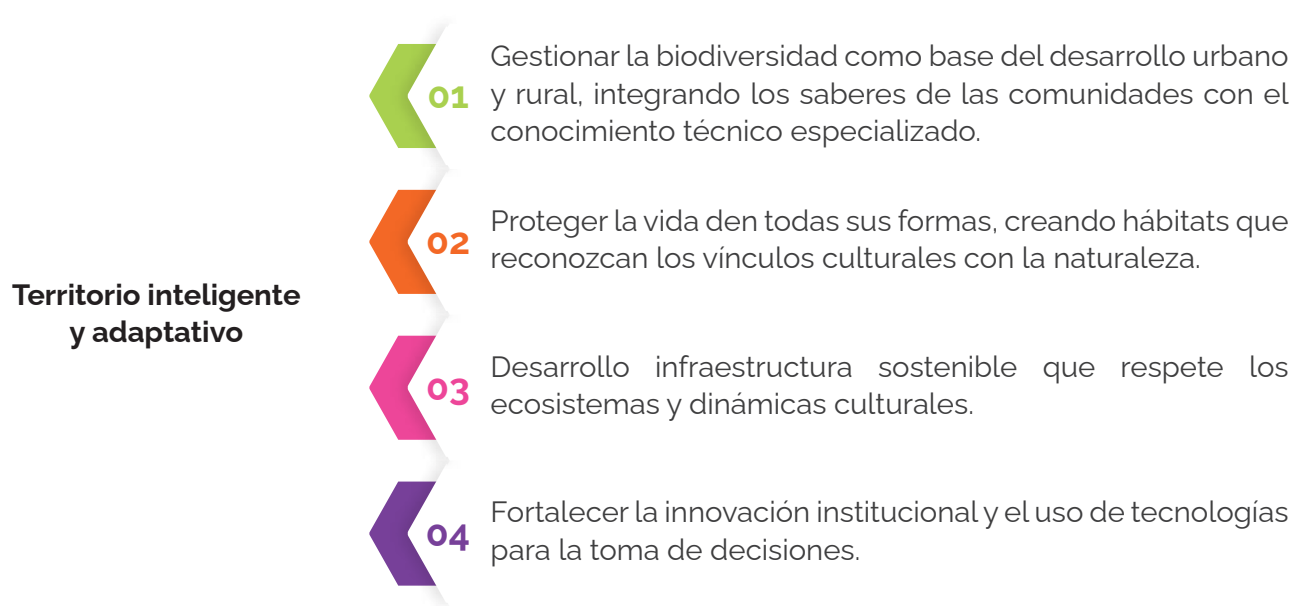 Territorio inteligente
y adaptativo
01
Gestionar la biodiversidad como base del desarrollo urbano
y rural, integrando los saberes de las comunidades con el
conocimiento técnico especializado.
02
Proteger la vida den todas sus formas, creando hábitats que
reconozcan los vínculos culturales con la naturaleza.
03
Desarrollo infraestructura sostenible que respete los
ecosistemas y dinámicas culturales.
04
Fortalecer la innovación institucional y el uso de tecnologías
para la toma de decisiones.